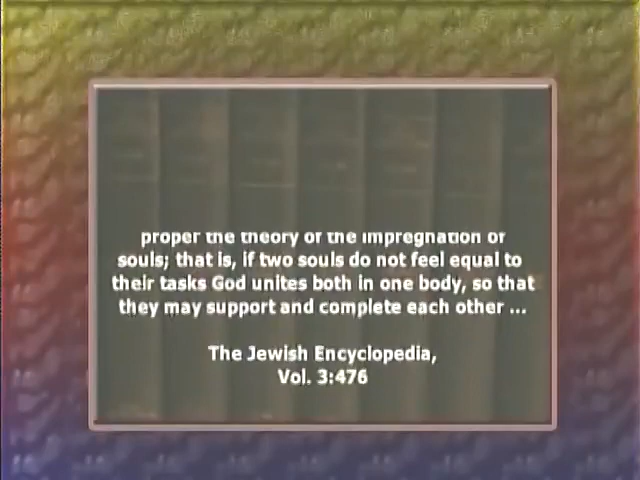 proper the theory of the impregnation of
souls; that is, if two souls do not feel equal to
their tasks God unites both in one body, so that
they may support and complete each other ...
The Jewish Encyclopedia,
Vol. 3:476